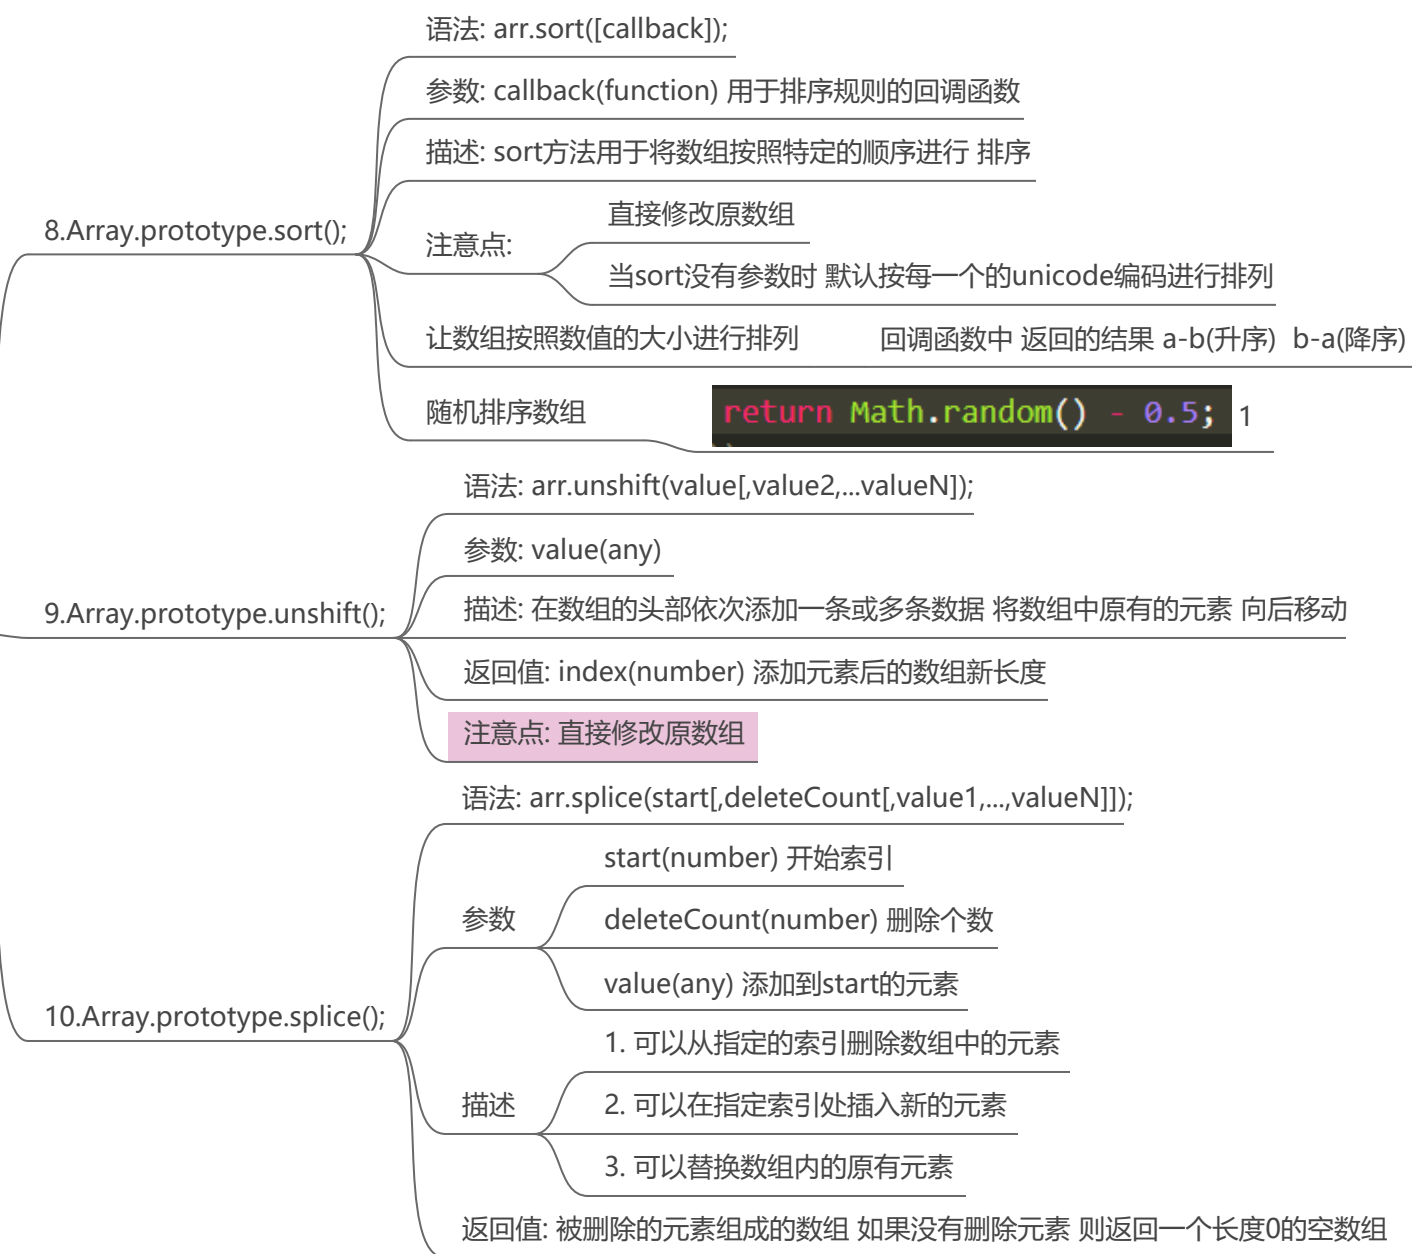 8.Array.prototype.sort();
语法: arr.sort([callback]);
参数: callback(function) 用于排序规则的回调函数
描述: sort方法用于将数组按照特定的顺序进行 排序
注意点:
直接修改原数组
当sort没有参数时 默认按每一个的unicode编码进行排列
让数组按照数值的大小进行排列 回调函数中 返回的结果 a-b(升序) b-a(降序)
随机排序数组
return Math.random() - 0.5; 1
9.Array.prototype.unshift();
语法: arr.unshift(value[,value2,...valueN]);
参数: value(any)
描述: 在数组的头部依次添加一条或多条数据 将数组中原有的元素 向后移动
返回值: index(number) 添加元素后的数组新长度
注意点: 直接修改原数组
10.Array.prototype.splice();
语法: arr.splice(start[,deleteCount[,value1,...,valueN]]);
参数
start(number) 开始索引
deleteCount(number) 删除个数
value(any) 添加到start的元素
描述
1. 可以从指定的索引删除数组中的元素
2. 可以在指定索引处插入新的元素
3. 可以替换数组内的原有元素
返回值: 被删除的元素组成的数组 如果没有删除元素 则返回一个长度0的空数组